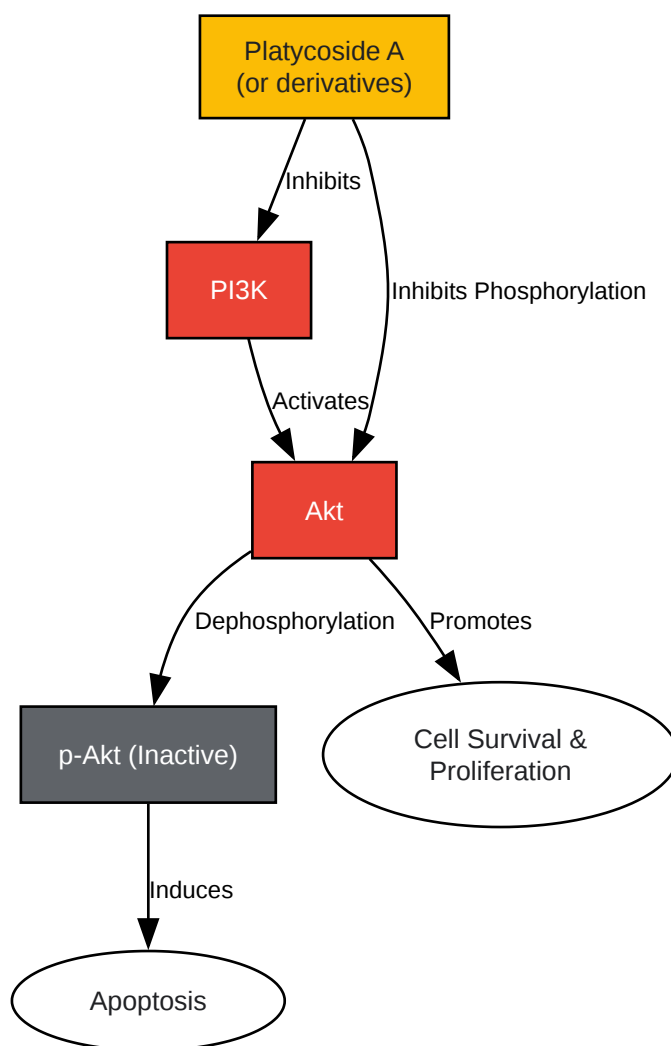 Platycoside A
(or derivatives)
Inhibits
PI3K
Inhibits Phosphorylation
Activates
Akt
Dephosphorylation
Promotes
p-Akt (Inactive)
Cell Survival &
Proliferation
Induces
Apoptosis